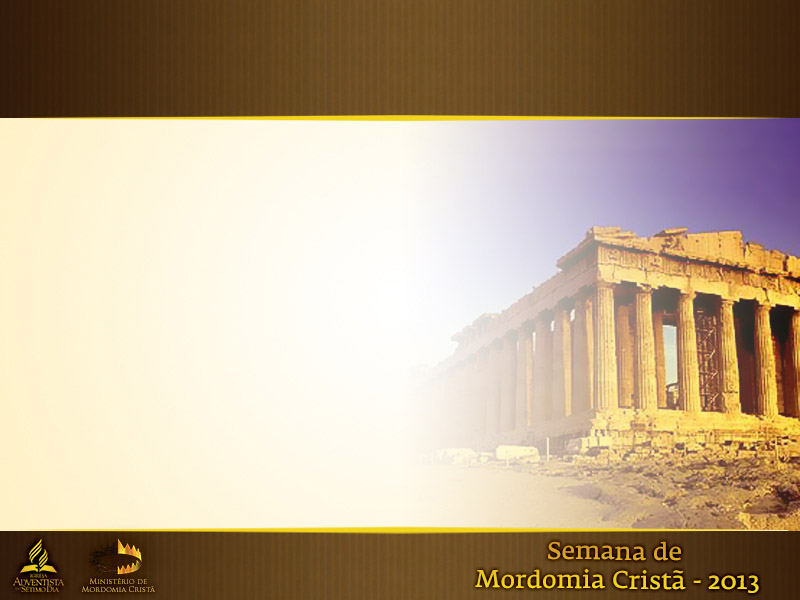 IGREJA
ADVENTISTA
DO SÉTIMO DIA
MINISTÉRIO DE
MORDOMIA CRISTÃ
Semana de
Mordomia Cristã - 2013